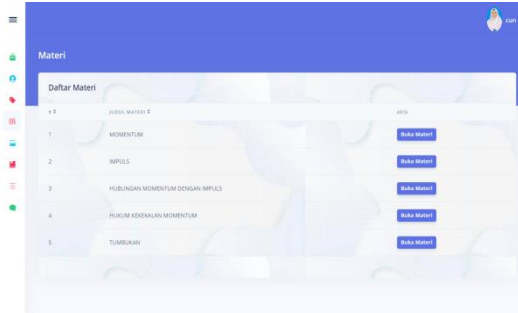 cun
Materi
Daftar Materi
# JUDUL MATERI AKSI
1 MOMENTUM Buka Materi
2 IMPULS Buka Materi
3 HUBUNGAN MOMENTUM DENGAN IMPULS Buka Materi
4 HUKUM KEKEKALAN MOMENTUM Buka Materi
5 TUMBUKAN Buka Materi